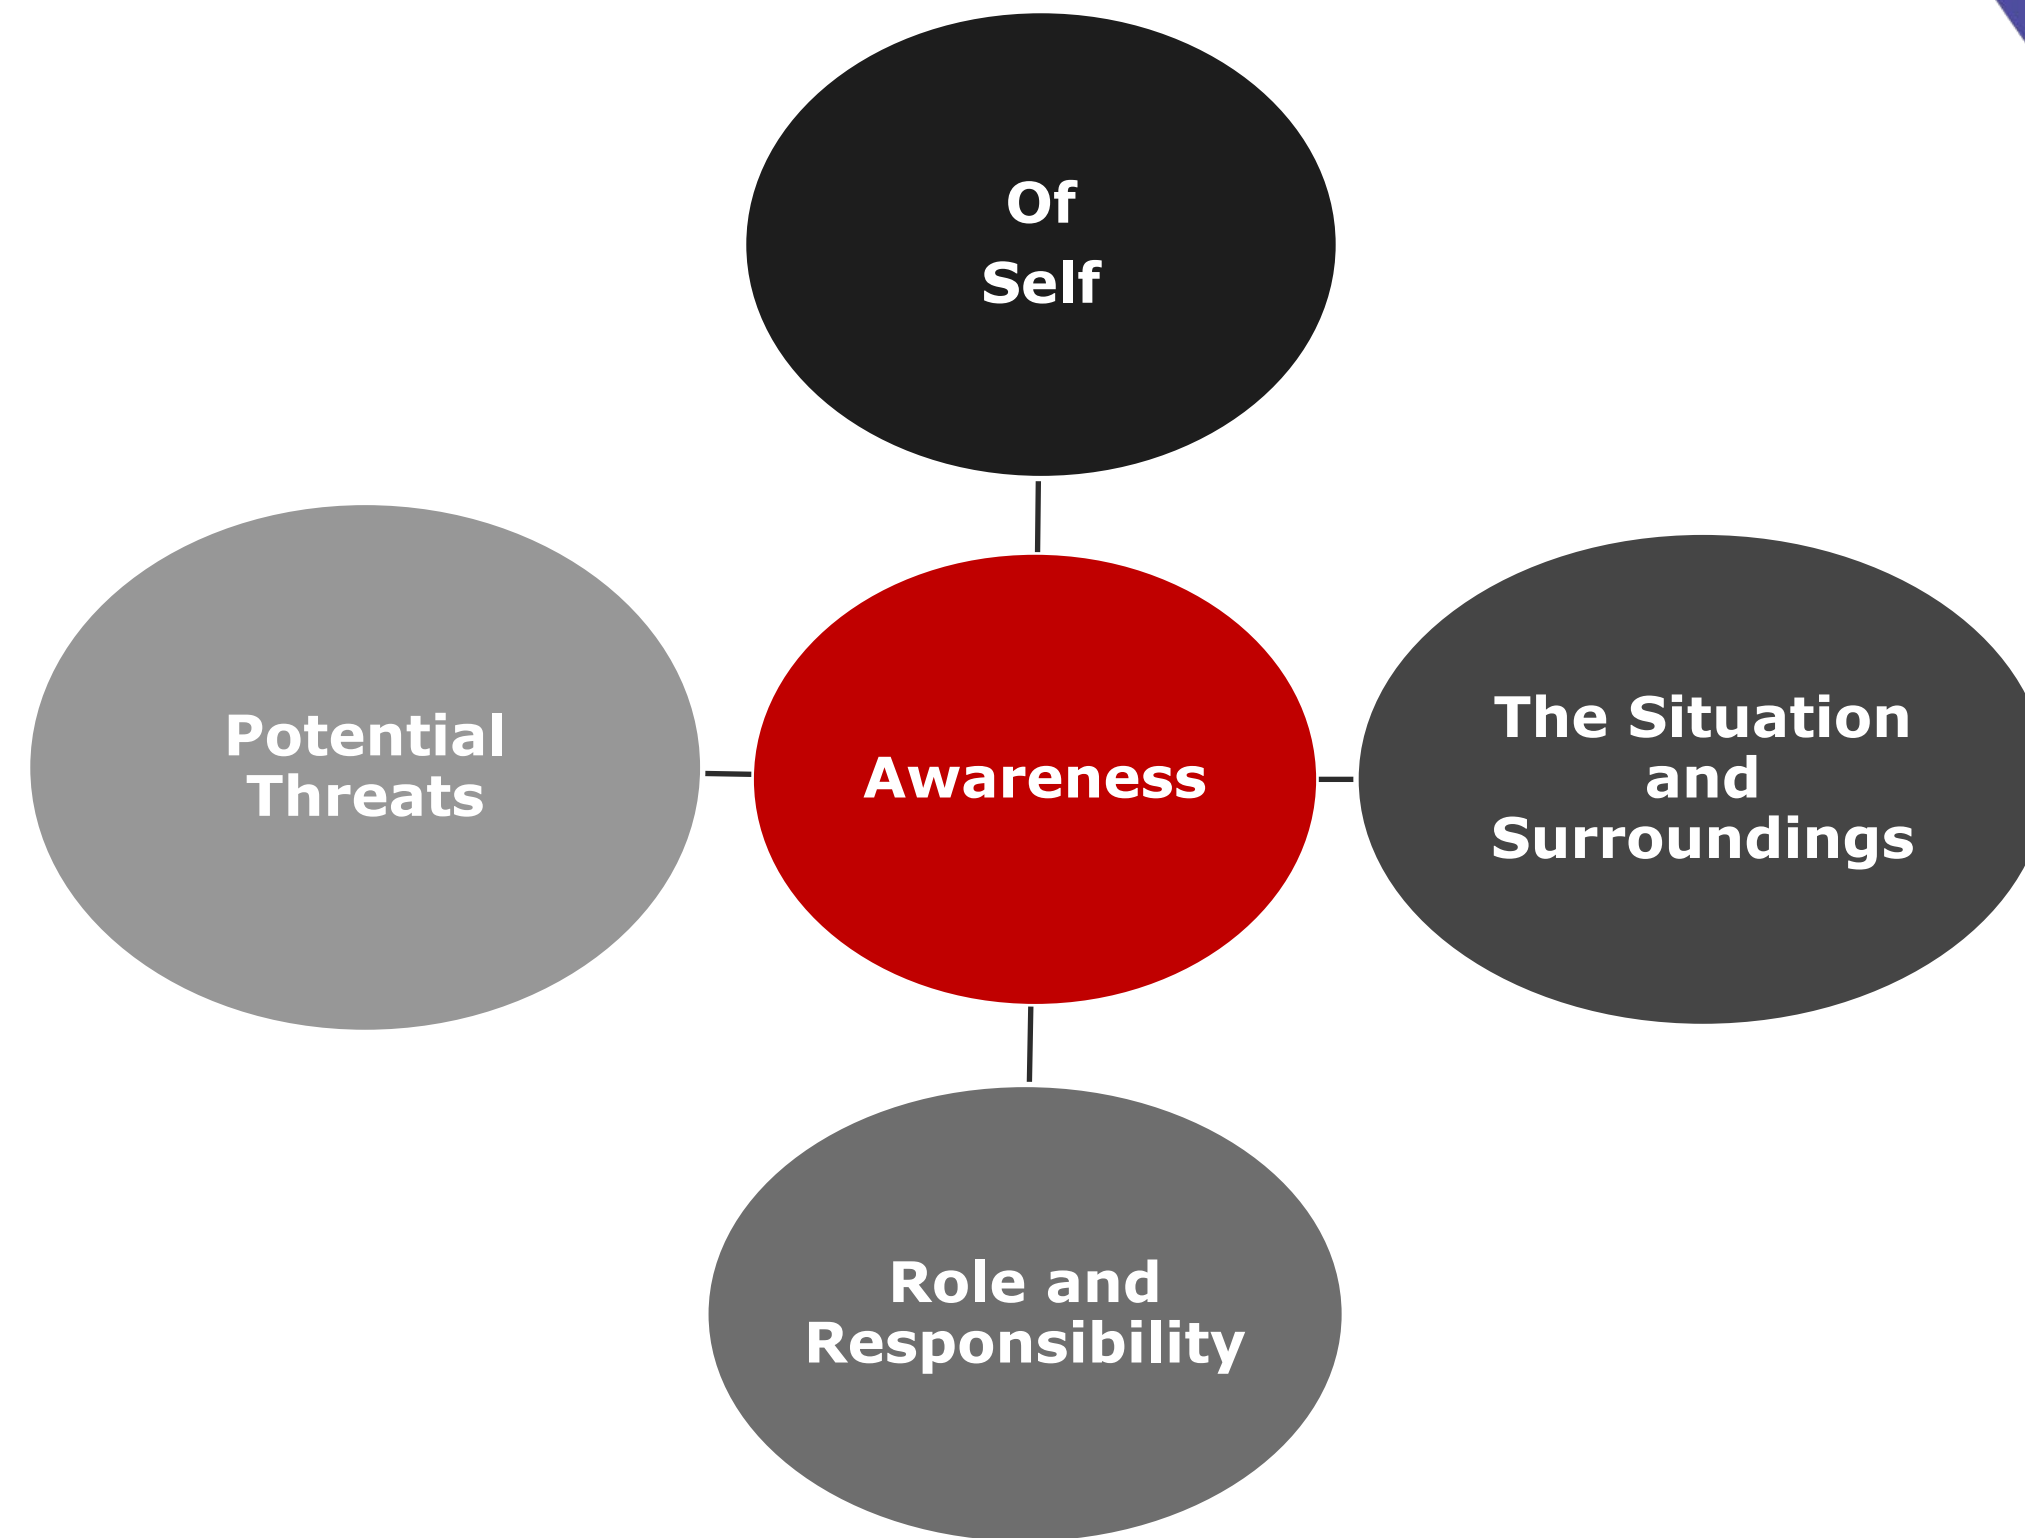 Of
Self
Potential
Threats
Awareness
The Situation
and
Surroundings
Role and
Responsibility